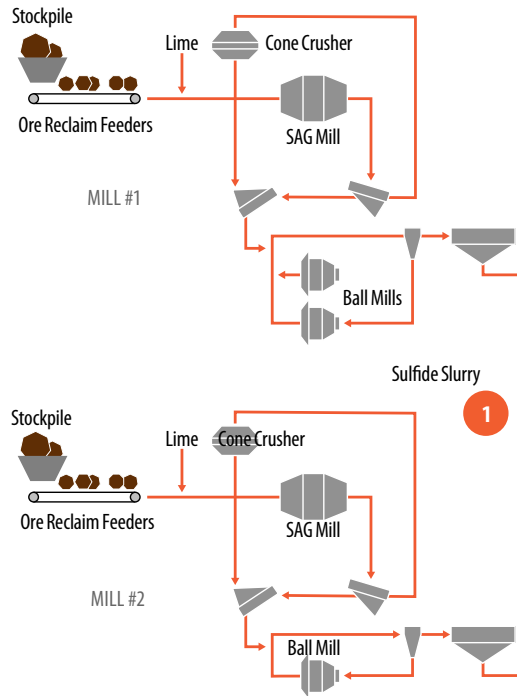 Stockpile
Lime
Cone Crusher
Ore Reclaim Feeders
SAG Mill
MILL #1
Ball Mills
Sulfide Slurry
1
Stockpile
Lime
Cone Crusher
Ore Reclaim Feeders
SAG Mill
MILL #2
Ball Mill